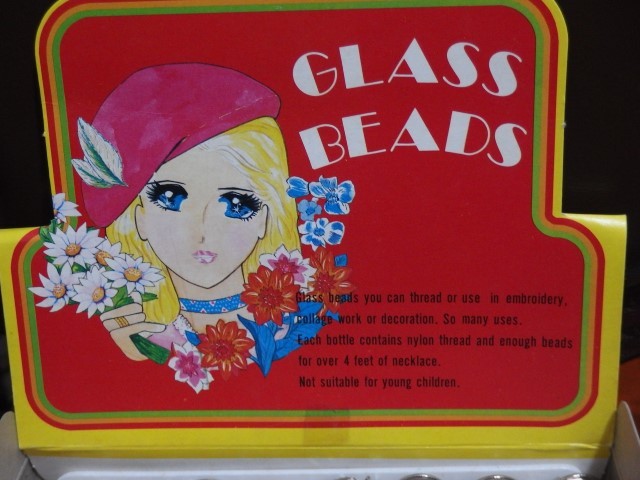 GLASS
BEADS
Glass beads you can thread or use in embroidery,
collage work or decoration. So many uses.
Each bottle contains nylon thread and enough beads
for over 4 feet of necklace.
Not suitable for young children.